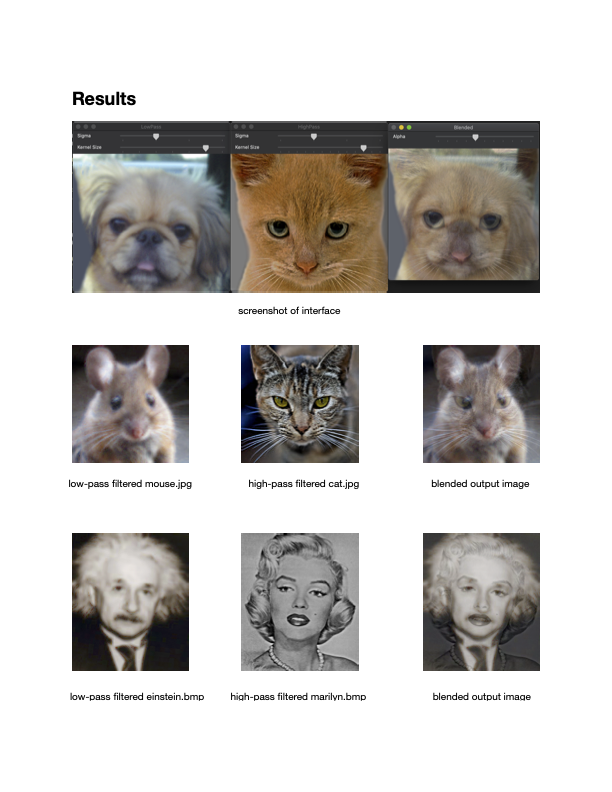 Results
LowPass
HighPass
Blended
Sigma
Sigma
Alpha
Kernel Size
Kernel Size
screenshot of interface
low-pass filtered mouse.jpg
high-pass filtered cat.jpg
blended output image
low-pass filtered einstein.bmp
high-pass filtered marilyn.bmp
blended output image